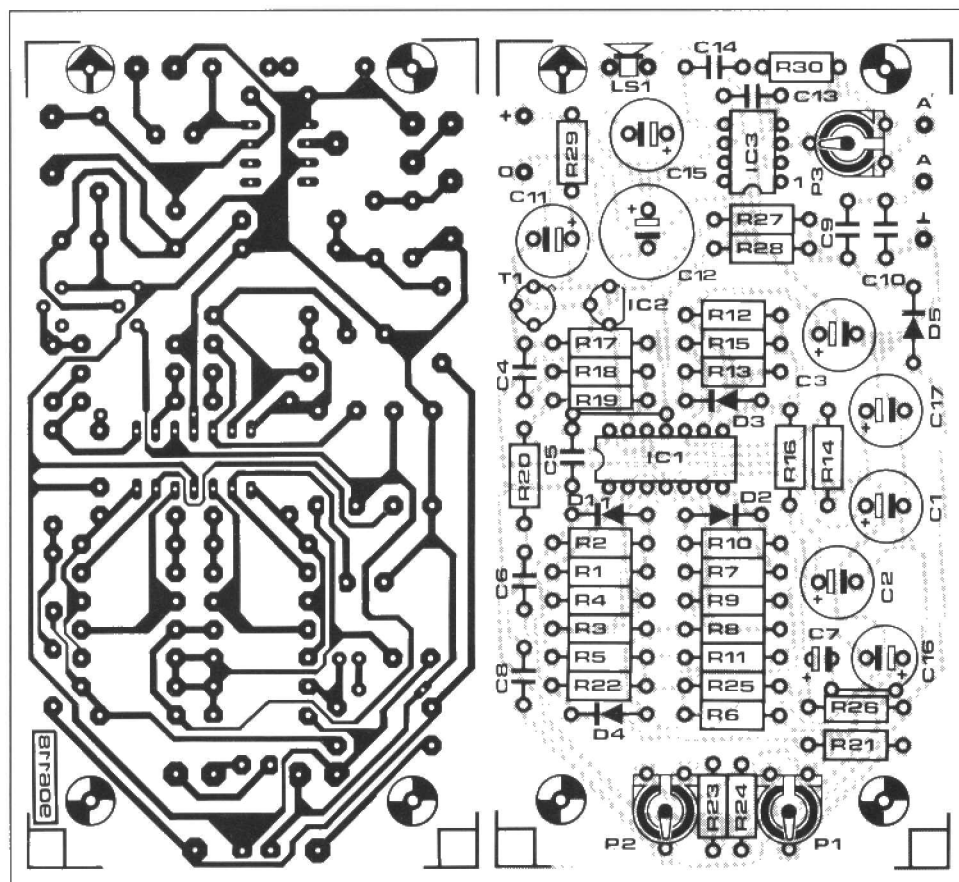 C14
R30
LS1
C13
A'
+
R29
C15
IC3
P3
A
0
1
C11
R27
C9
⊥
R28
C12
C10
T1
IC2
R12
D5
R17
R15
C4
R18
R13
C3
R19
D3
C17
R20
C5
IC1
R16
R14
D1
1
D2
C1
R2
R10
C6
R1
R7
C2
R4
R9
R3
R8
C7
C8
R5
R11
C16
R22
R25
R26
D4
R6
R21
R23
R24
P2
P1